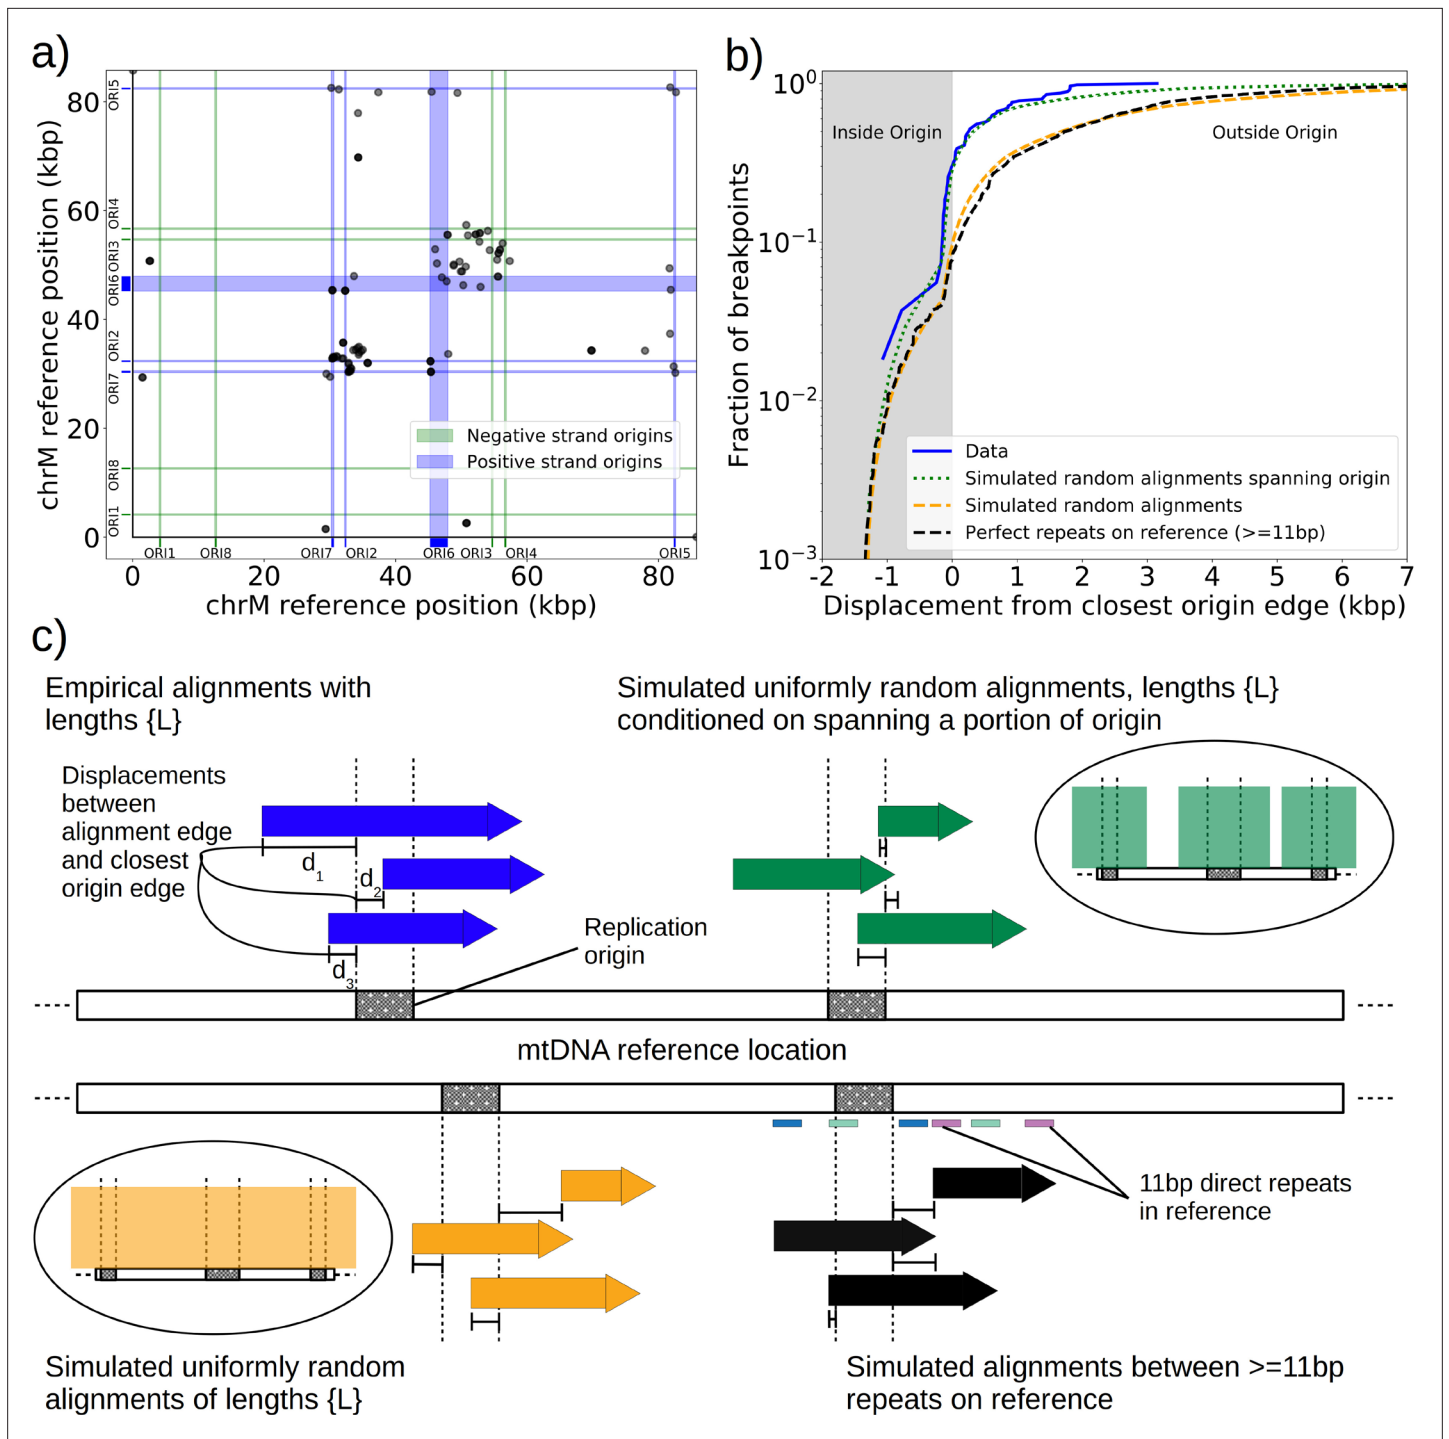 a)
chrM reference position (kbp)
80
60
40
20
0
ORI5
ORI4
ORI3
ORI6
ORI2
ORI7
ORI8
ORI1
Negative strand origins
Positive strand origins
ORI1
ORI8
ORI7
ORI2
ORI6
ORI3
ORI4
ORI5
0
20
40
60
80
chrM reference position (kbp)
b)
Fraction of breakpoints
10^0
10^-1
10^-2
10^-3
Inside Origin
Outside Origin
Data
Simulated random alignments spanning origin
Simulated random alignments
Perfect repeats on reference (>=11bp)
-2
-1
0
1
2
3
4
5
6
7
Displacement from closest origin edge (kbp)
c)
Empirical alignments with
lengths {L}
Displacements
between
alignment edge
and closest
origin edge
d1
d2
d3
Replication
origin
Simulated uniformly random alignments, lengths {L}
conditioned on spanning a portion of origin
mtDNA reference location
11bp direct repeats
in reference
Simulated uniformly random
alignments of lengths {L}
Simulated alignments between >=11bp
repeats on reference